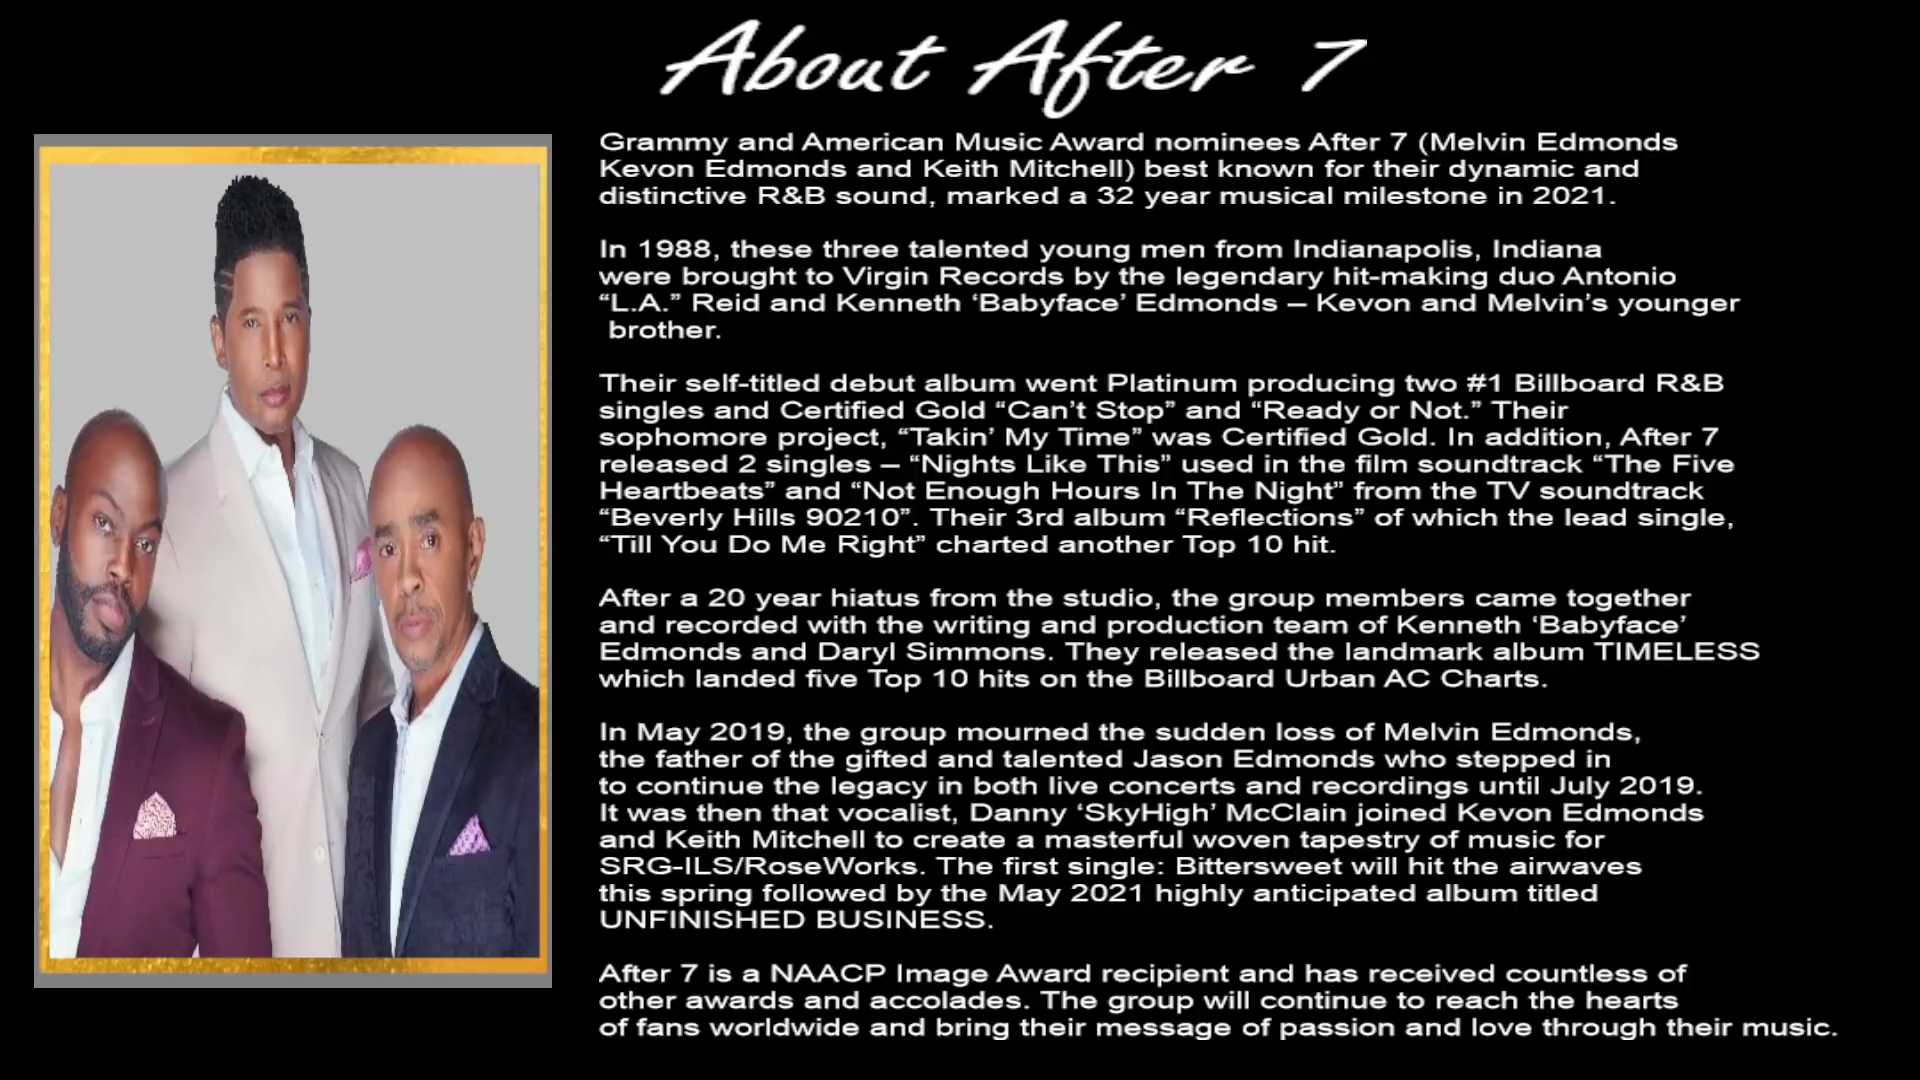 About After 7
Grammy and American Music Award nominees After 7 (Melvin Edmonds
Kevon Edmonds and Keith Mitchell) best known for their dynamic and
distinctive R&B sound, marked a 32 year musical milestone in 2021.
In 1988, these three talented young men from Indianapolis, Indiana
were brought to Virgin Records by the legendary hit-making duo Antonio
“L.A.” Reid and Kenneth ‘Babyface’ Edmonds – Kevon and Melvin’s younger
brother.
Their self-titled debut album went Platinum producing two #1 Billboard R&B
singles and Certified Gold “Can’t Stop” and “Ready or Not.” Their
sophomore project, “Takin’ My Time” was Certified Gold. In addition, After 7
released 2 singles – “Nights Like This” used in the film soundtrack “The Five
Heartbeats” and “Not Enough Hours In The Night” from the TV soundtrack
“Beverly Hills 90210”. Their 3rd album “Reflections” of which the lead single,
“Till You Do Me Right” charted another Top 10 hit.
After a 20 year hiatus from the studio, the group members came together
and recorded with the writing and production team of Kenneth ‘Babyface’
Edmonds and Daryl Simmons. They released the landmark album TIMELESS
which landed five Top 10 hits on the Billboard Urban AC Charts.
In May 2019, the group mourned the sudden loss of Melvin Edmonds,
the father of the gifted and talented Jason Edmonds who stepped in
to continue the legacy in both live concerts and recordings until July 2019.
It was then that vocalist, Danny ‘SkyHigh’ McClain joined Kevon Edmonds
and Keith Mitchell to create a masterful woven tapestry of music for
SRG-ILS/RoseWorks. The first single: Bittersweet will hit the airwaves
this spring followed by the May 2021 highly anticipated album titled
UNFINISHED BUSINESS.
After 7 is a NAACP Image Award recipient and has received countless of
other awards and accolades. The group will continue to reach the hearts
of fans worldwide and bring their message of passion and love through their music.